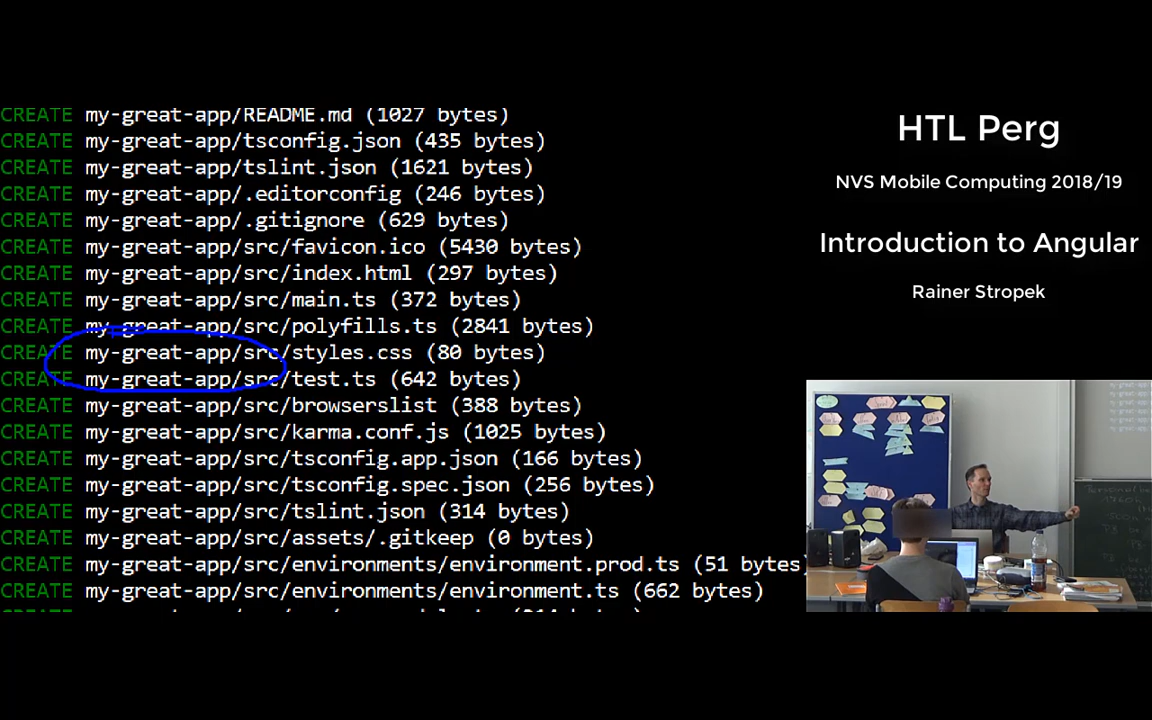 CREATE my-great-app/README.md (1027 bytes)
CREATE my-great-app/tsconfig.json (435 bytes)
CREATE my-great-app/tslint.json (1621 bytes)
CREATE my-great-app/.editorconfig (246 bytes)
CREATE my-great-app/.gitignore (629 bytes)
CREATE my-great-app/src/favicon.ico (5430 bytes)
CREATE my-great-app/src/index.html (297 bytes)
CREATE my-great-app/src/main.ts (372 bytes)
CREATE my-great-app/src/polyfills.ts (2841 bytes)
CREATE my-great-app/src/styles.css (80 bytes)
CREATE my-great-app/src/test.ts (642 bytes)
CREATE my-great-app/src/browserslist (388 bytes)
CREATE my-great-app/src/karma.conf.js (1025 bytes)
CREATE my-great-app/src/tsconfig.app.json (166 bytes)
CREATE my-great-app/src/tsconfig.spec.json (256 bytes)
CREATE my-great-app/src/tslint.json (314 bytes)
CREATE my-great-app/src/assets/.gitkeep (0 bytes)
CREATE my-great-app/src/environments/environment.prod.ts (51 bytes)
CREATE my-great-app/src/environments/environment.ts (662 bytes)
HTL Perg
NVS Mobile Computing 2018/19
Introduction to Angular
Rainer Stropek